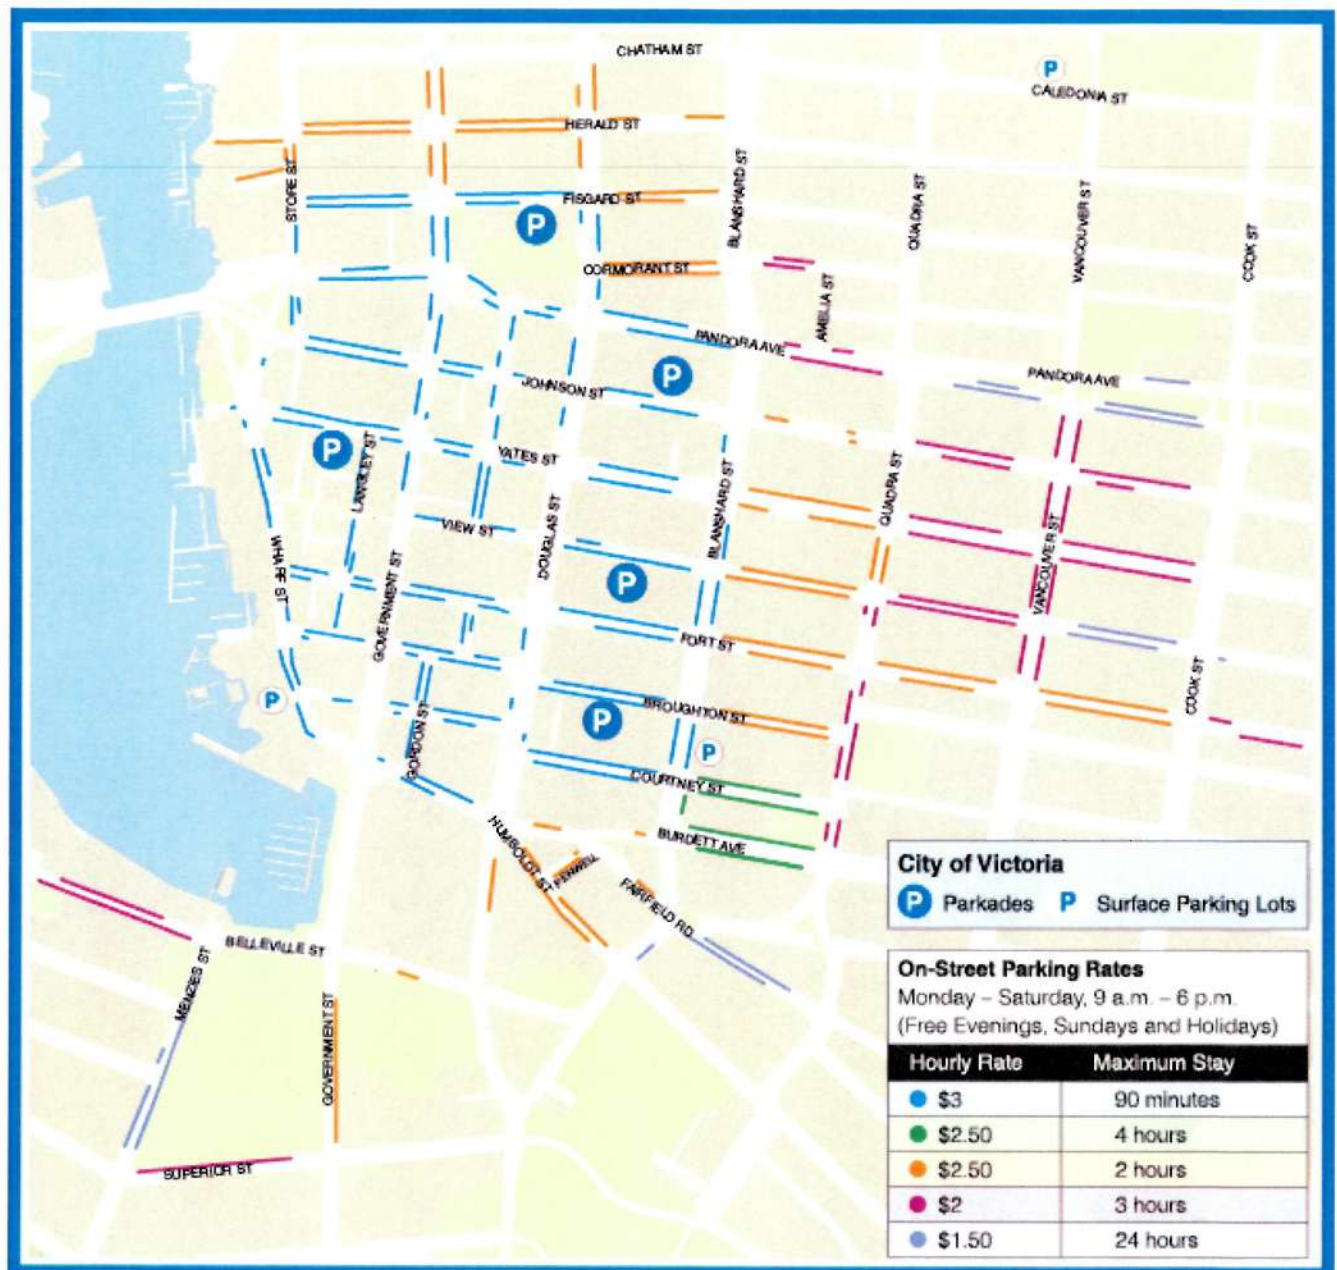 CHATHAM ST
P
CALEDONIA ST
HERALD ST
STORE ST
BLANSHARD ST
QUADRA ST
VANCOUVER ST
COOK ST
FISGARD ST
P
CORMORANT ST
AMELIA ST
PANDORA AVE
PANDORA AVE
P
JOHNSON ST
P
LANGLEY ST
YATES ST
BLANSHARD ST
QUADRA ST
VIEW ST
DOUGLAS ST
VANCOUVER ST
WHARF ST
GOVERNMENT ST
P
FORT ST
COOK ST
P
GORDON ST
BROUGHTON ST
P
P
COURTNEY ST
HUMBOLDT ST
PENWELL
BURDETT AVE
FAIRFIELD RD
BELLEVILLE ST
MENZIES ST
GOVERNMENT ST
SUPERIOR ST
City of Victoria
P Parkades P Surface Parking Lots
On-Street Parking Rates
Monday – Saturday, 9 a.m. – 6 p.m.
(Free Evenings, Sundays and Holidays)
Hourly Rate Maximum Stay
$3 90 minutes
$2.50 4 hours
$2.50 2 hours
$2 3 hours
$1.50 24 hours